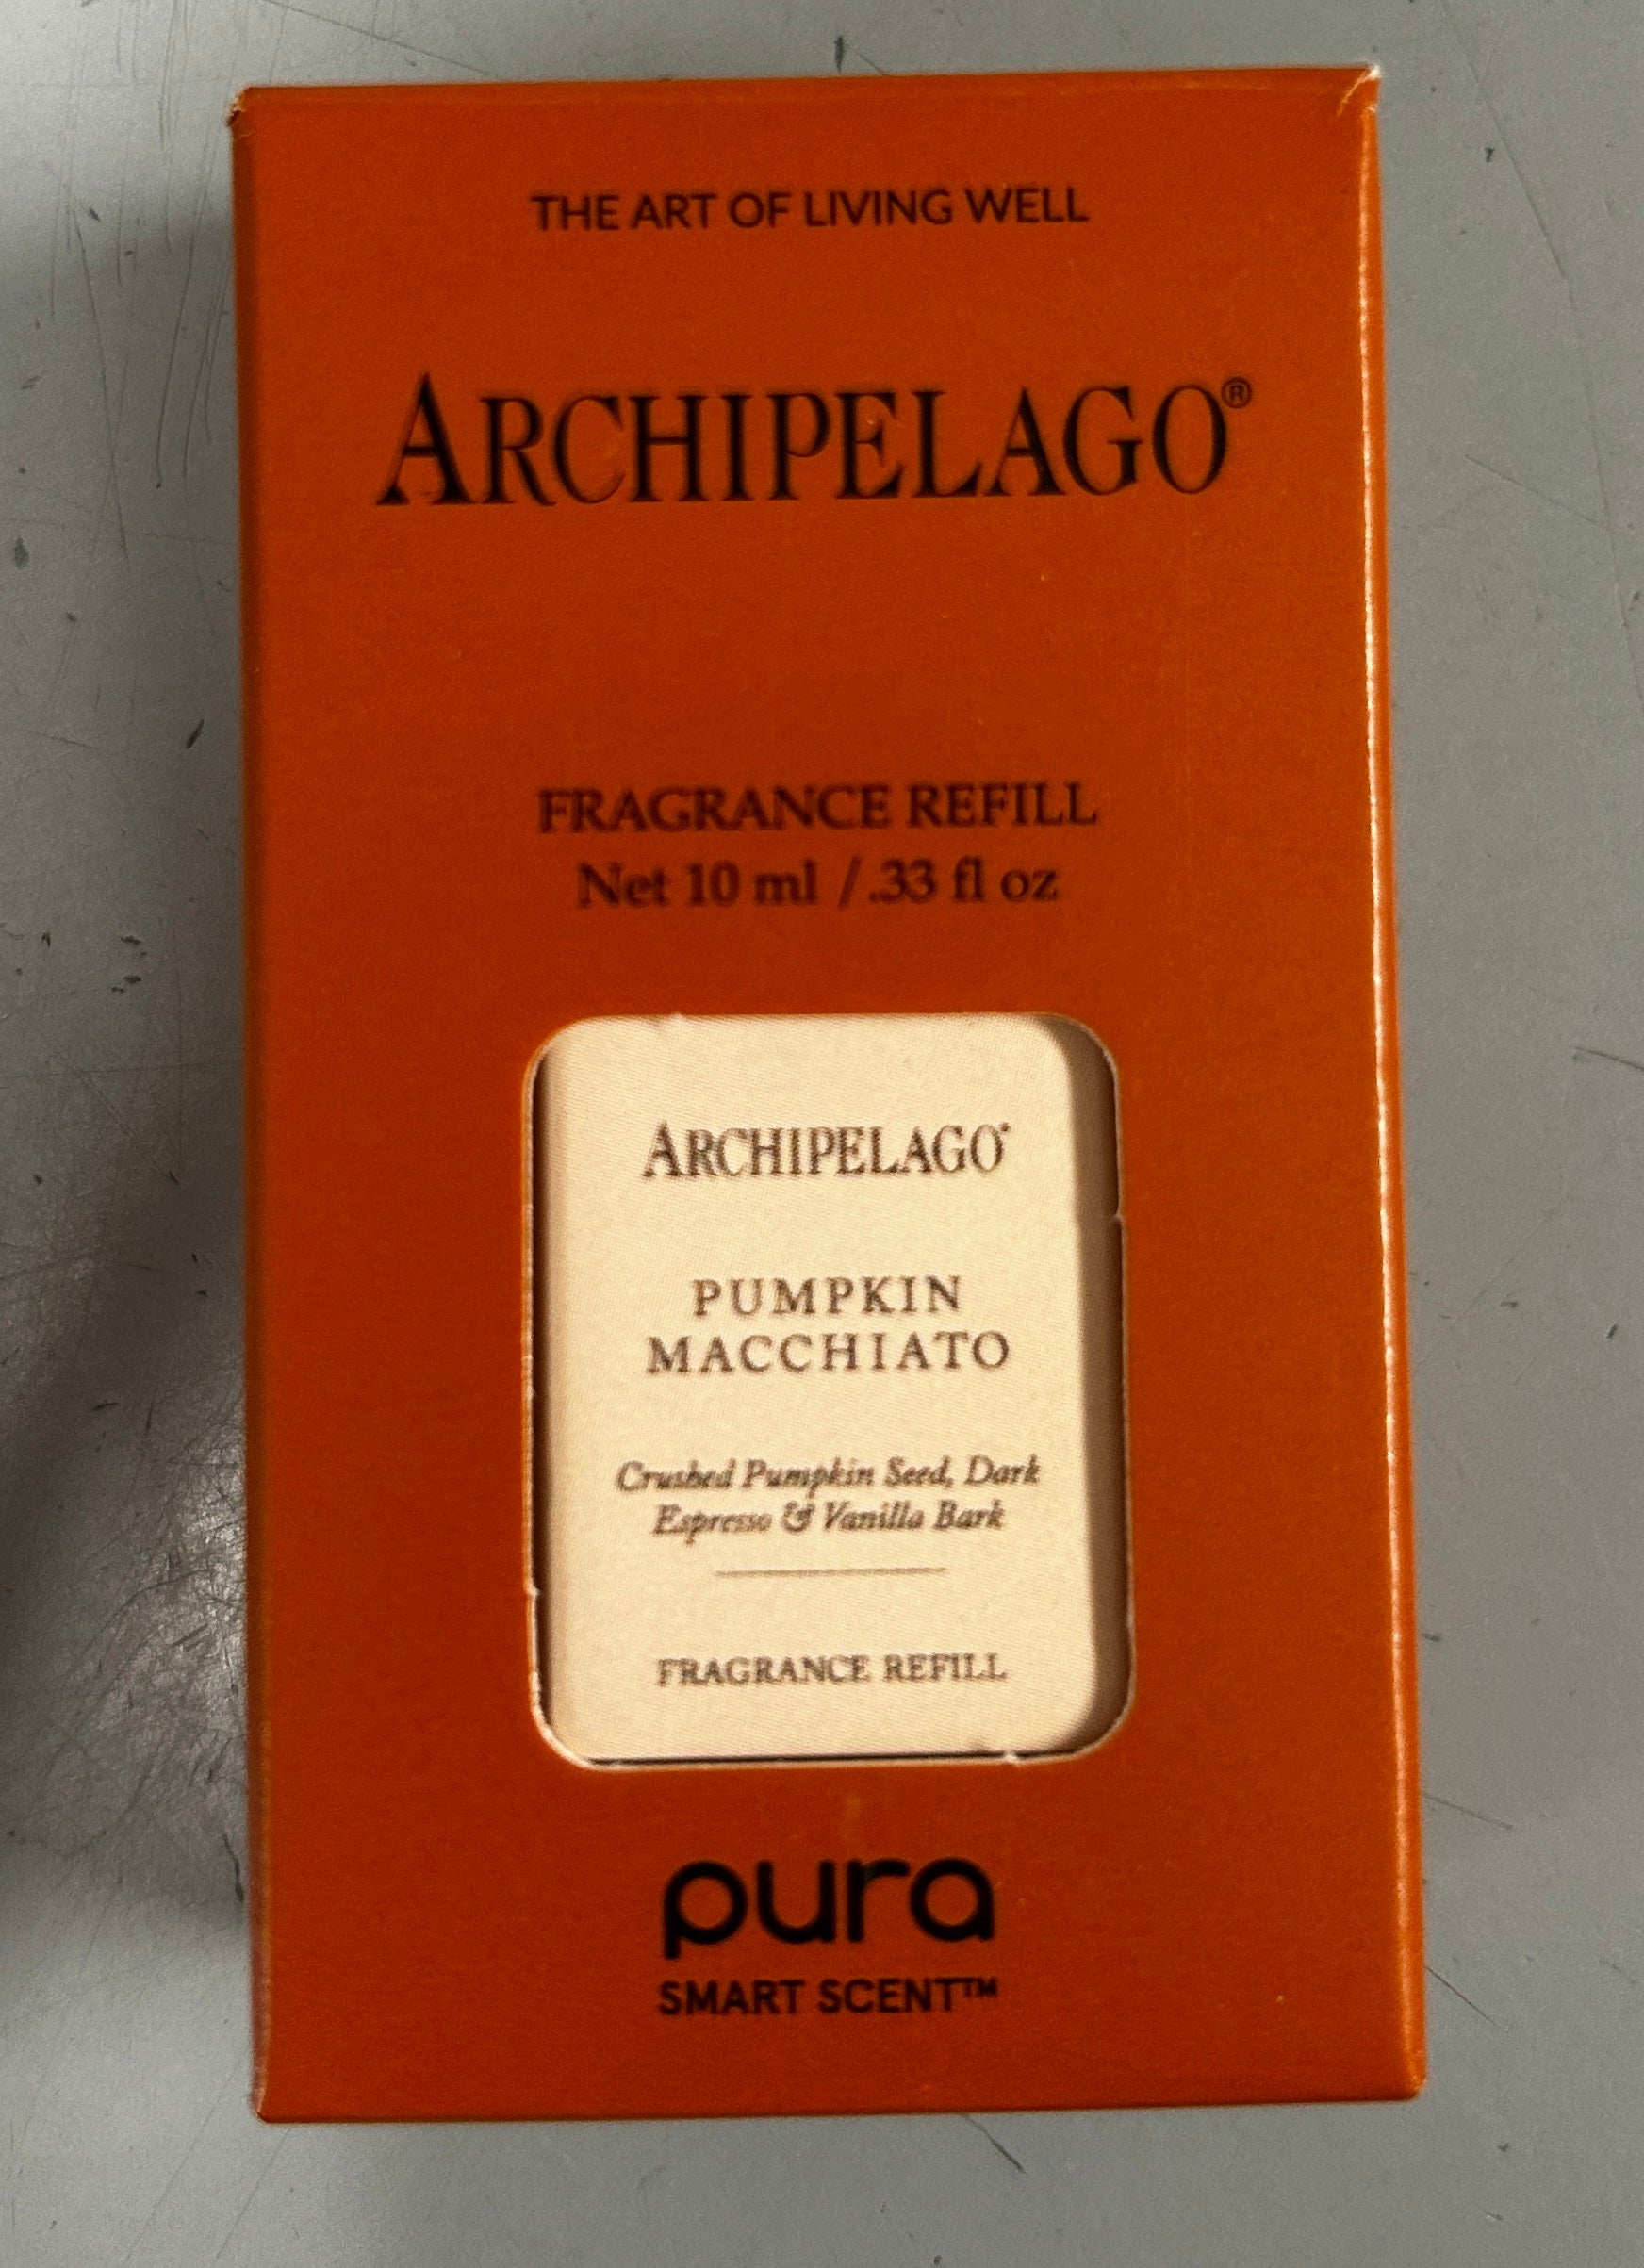 THE ART OF LIVING WELL
ARCHIPELAGO®
FRAGRANCE REFILL
Net 10 ml / .33 fl oz
ARCHIPELAGO®
PUMPKIN
MACCHIATO
Crushed Pumpkin Seed, Dark
Espresso & Vanilla Bark
FRAGRANCE REFILL
pura
SMART SCENT™